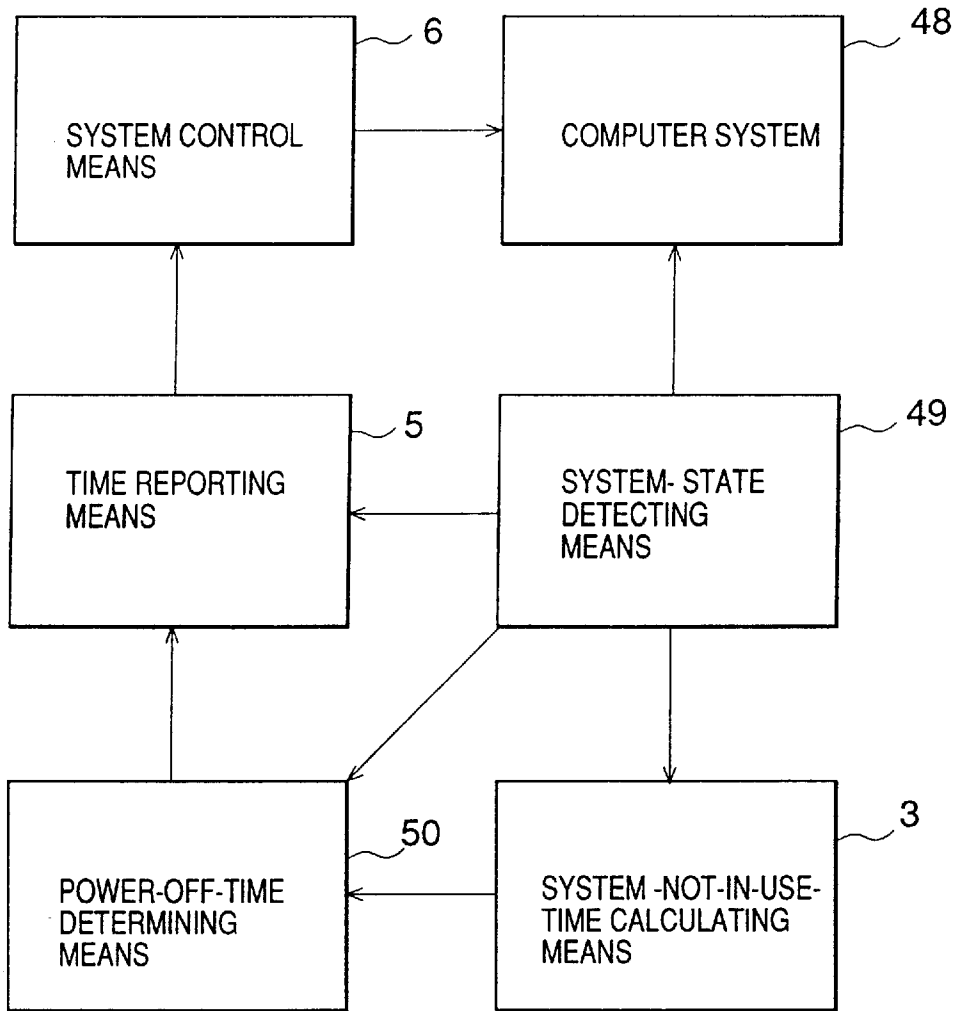 6
SYSTEM CONTROL
MEANS
48
COMPUTER SYSTEM
5
TIME REPORTING
MEANS
49
SYSTEM- STATE
DETECTING
MEANS
50
POWER-OFF-TIME
DETERMINING
MEANS
3
SYSTEM -NOT-IN-USE-
TIME CALCULATING
MEANS